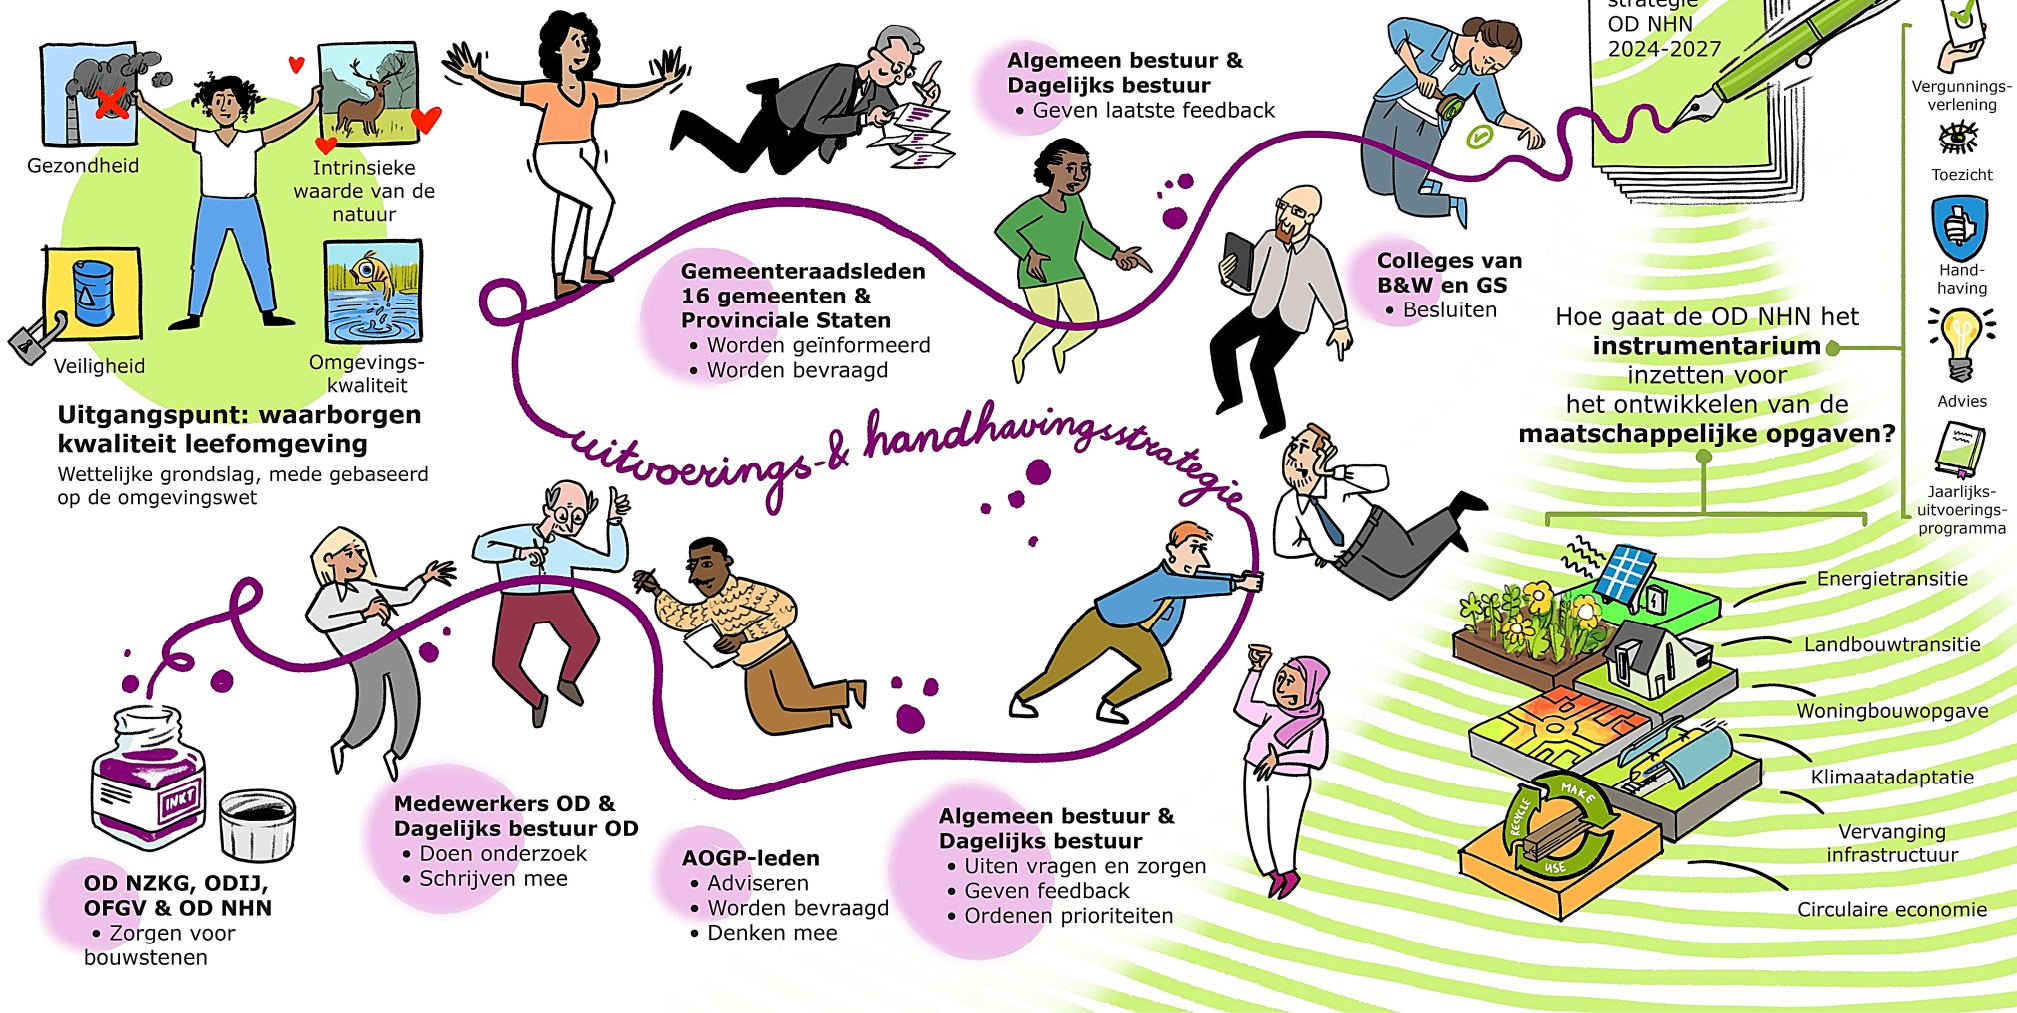 Gezondheid
Intrinsieke
waarde van de
natuur
Veiligheid
Omgevings-
kwaliteit
Uitgangspunt: waarborgen
kwaliteit leefomgeving
Wettelijke grondslag, mede gebaseerd
op de omgevingswet
INKT
OD NZKG, ODIJ,
OFGV & OD NHN
• Zorgen voor
bouwstenen
Medewerkers OD &
Dagelijks bestuur OD
• Doen onderzoek
• Schrijven mee
AOGP-leden
• Adviseren
• Worden bevraagd
• Denken mee
Algemeen bestuur &
Dagelijks bestuur
• Uiten vragen en zorgen
• Geven feedback
• Ordenen prioriteiten
uitvoerings- & handhavingsstrategie
Gemeenteraadsleden
16 gemeenten &
Provinciale Staten
• Worden geïnformeerd
• Worden bevraagd
Algemeen bestuur &
Dagelijks bestuur
• Geven laatste feedback
Colleges van
B&W en GS
• Besluiten
strategie
OD NHN
2024-2027
Hoe gaat de OD NHN het
instrumentarium
inzetten voor
het ontwikkelen van de
maatschappelijke opgaven?
Vergunnings-
verlening
Toezicht
Hand-
having
Advies
Jaarlijks-
uitvoerings-
programma
Energietransitie
Landbouwtransitie
Woningbouwopgave
Klimaatadaptatie
Vervanging
infrastructuur
Circulaire economie
RECYCLE
MAKE
USE